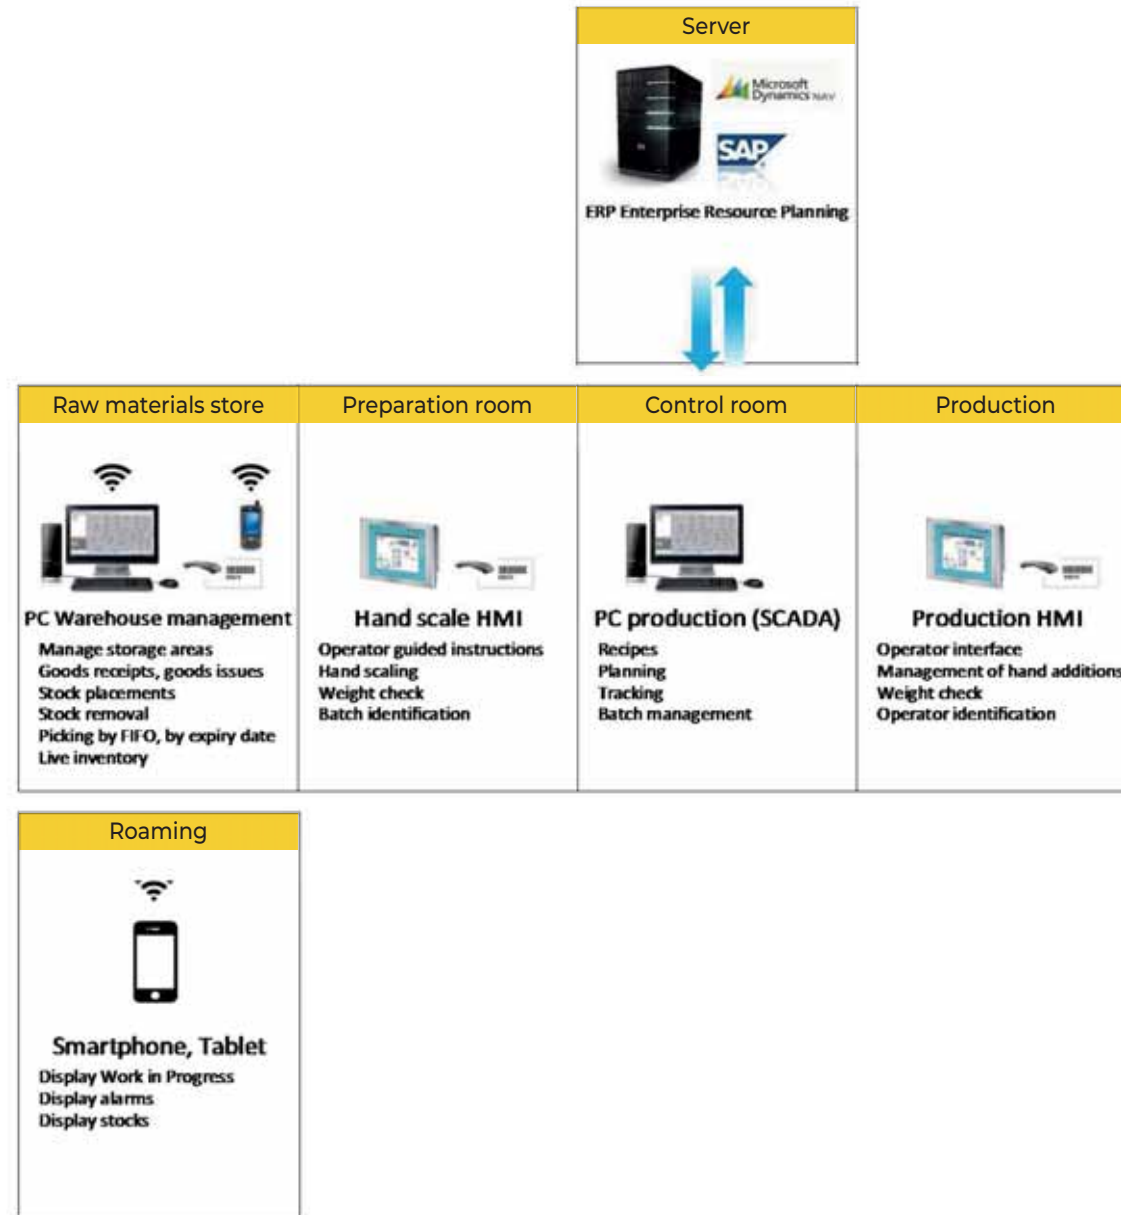 Server
Microsoft
Dynamics NAV
SAP
ERP Enterprise Resource Planning
Raw materials store
PC Warehouse management
Manage storage areas
Goods receipts, goods issues
Stock placements
Stock removal
Picking by FIFO, by expiry date
Live inventory
Preparation room
Hand scale HMI
Operator guided instructions
Hand scaling
Weight check
Batch identification
Control room
PC production (SCADA)
Recipes
Planning
Tracking
Batch management
Production
Production HMI
Operator interface
Management of hand additions
Weight check
Operator identification
Roaming
Smartphone, Tablet
Display Work in Progress
Display alarms
Display stocks